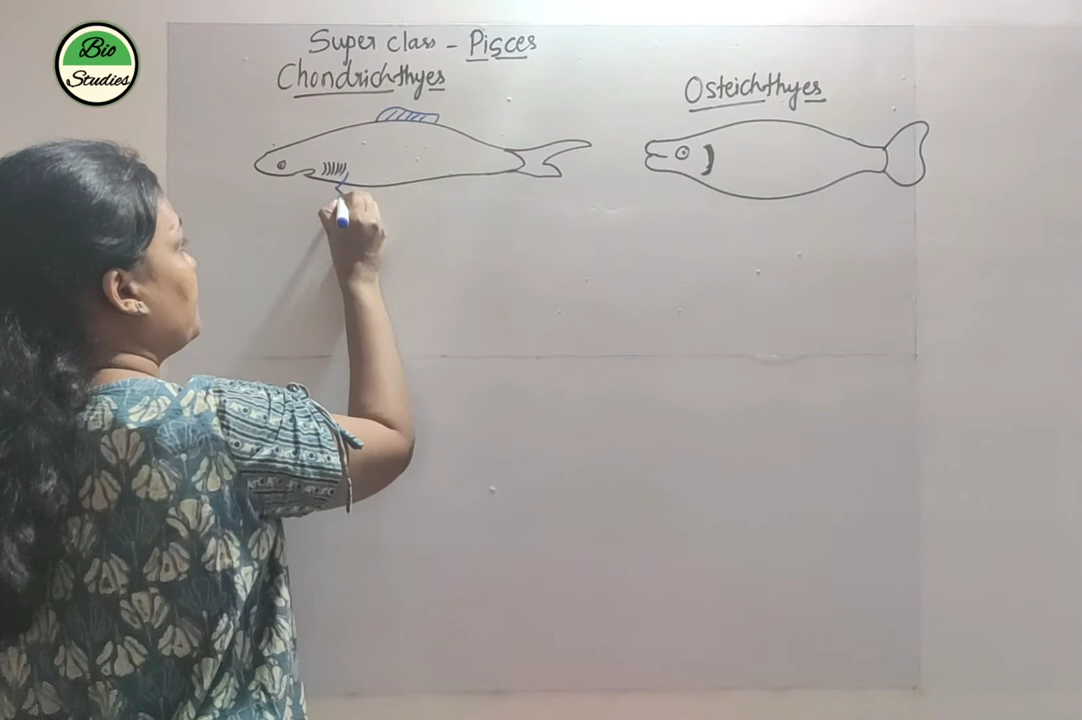 Bio
Studies
Super class - Pisces
Chondrichthyes
Osteichthyes